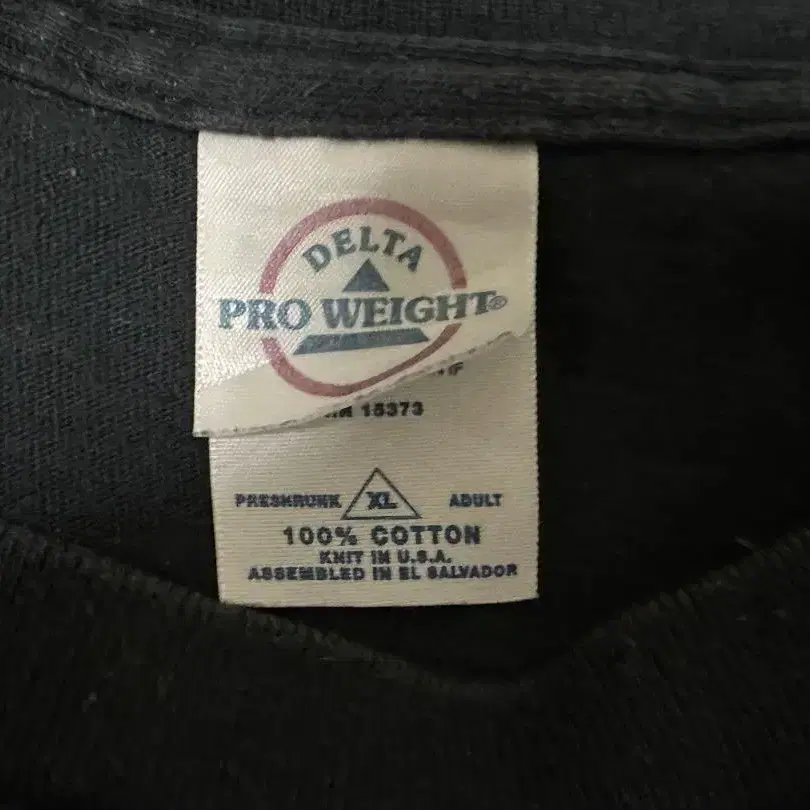 DELTA
PRO WEIGHT®
15373
PRESHRUNK XL ADULT
100% COTTON
KNIT IN U.S.A.
ASSEMBLED IN EL SALVADOR